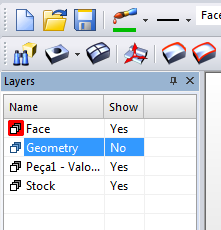 Face
Layers
Name Show
Face Yes
Geometry No
Peça1 - Valo... Yes
Stock Yes